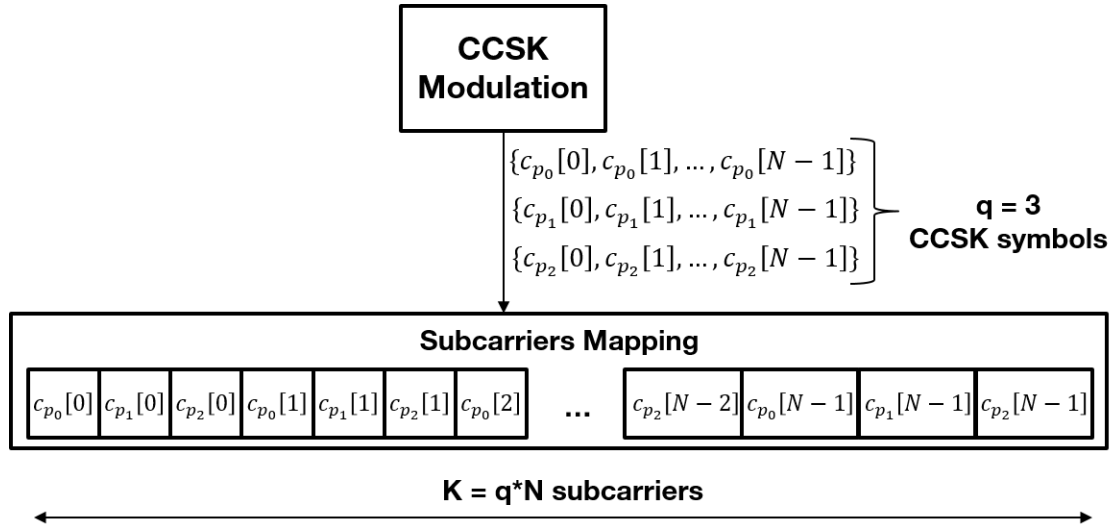 CCSK
Modulation
{c_{p_0}[0], c_{p_0}[1], ... , c_{p_0}[N − 1]}
{c_{p_1}[0], c_{p_1}[1], ... , c_{p_1}[N − 1]}
{c_{p_2}[0], c_{p_2}[1], ... , c_{p_2}[N − 1]}
q = 3
CCSK symbols
Subcarriers Mapping
c_{p_0}[0] c_{p_1}[0] c_{p_2}[0] c_{p_0}[1] c_{p_1}[1] c_{p_2}[1] c_{p_0}[2] ... c_{p_2}[N − 2] c_{p_0}[N − 1] c_{p_1}[N − 1] c_{p_2}[N − 1]
K = q*N subcarriers